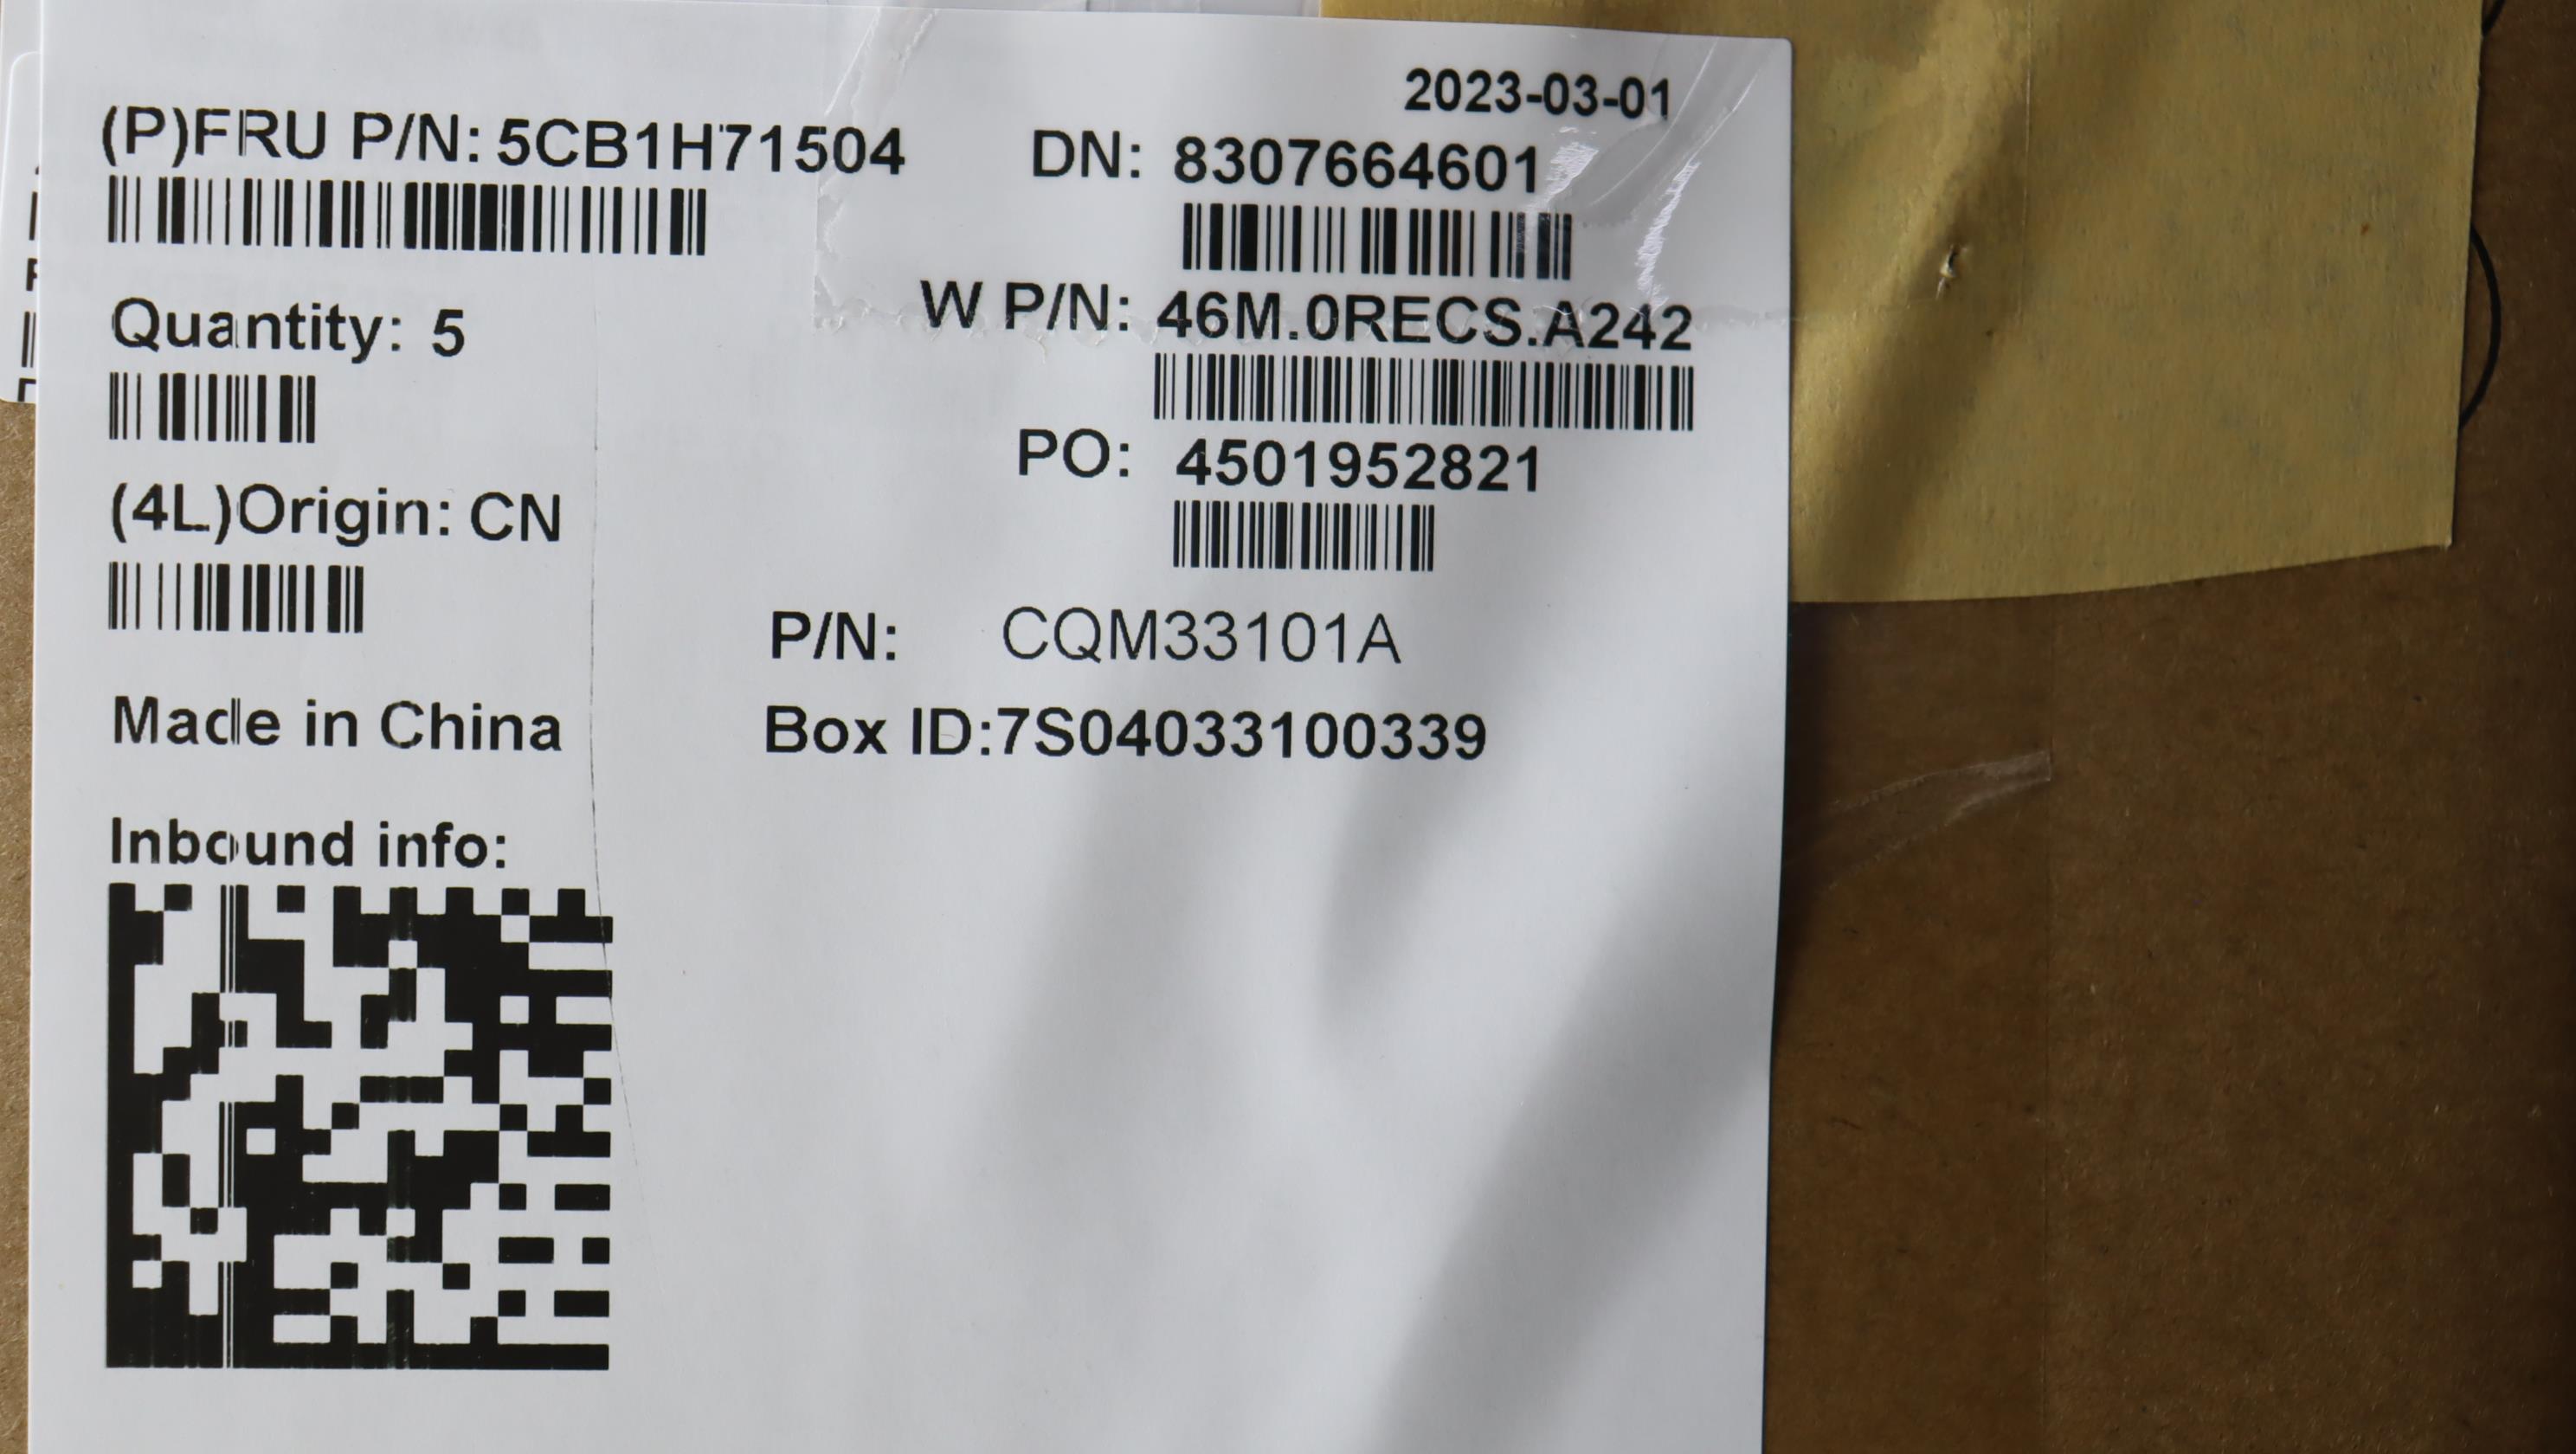 2023-03-01
(P)FRU P/N: 5CB1H71504
DN: 8307664601
W P/N: 46M.0RECS.A242
Quantity: 5
PO: 4501952821
(4L)Origin: CN
P/N: CQM33101A
Made in China
Box ID:7S04033100339
Inbound info: